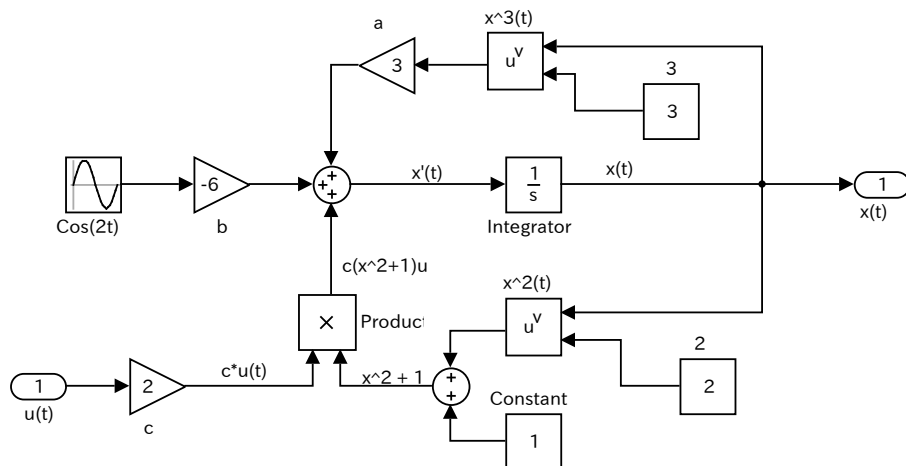 x^3(t)
a
3
u^v
3
3
Cos(2t)
-6
b
+
+
+
x'(t)
1
s
Integrator
x(t)
1
x(t)
c(x^2+1)u
×
Product
x^2(t)
u^v
2
2
1
u(t)
2
c
c*u(t)
x^2 + 1
+
+
Constant
1